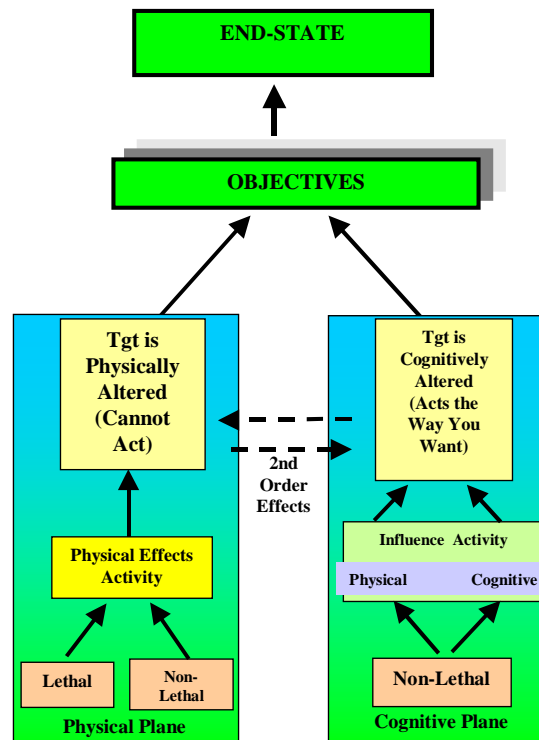 END-STATE
OBJECTIVES
Tgt is
Physically
Altered
(Cannot
Act)
Tgt is
Cognitively
Altered
(Acts the
Way You
Want)
2nd
Order
Effects
Physical Effects
Activity
Influence Activity
Physical Cognitive
Lethal
Non-
Lethal
Non-Lethal
Physical Plane
Cognitive Plane